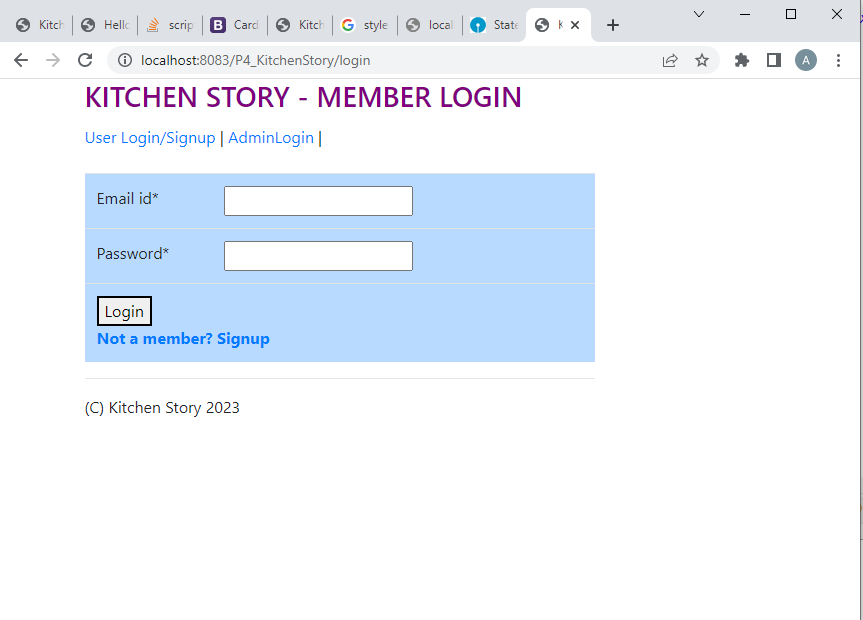 Kitch Hello scrip Card Kitch style local State K
localhost:8083/P4_KitchenStory/login A
KITCHEN STORY - MEMBER LOGIN
User Login/Signup | AdminLogin |
Email id*
Password*
Login
Not a member? Signup
(C) Kitchen Story 2023